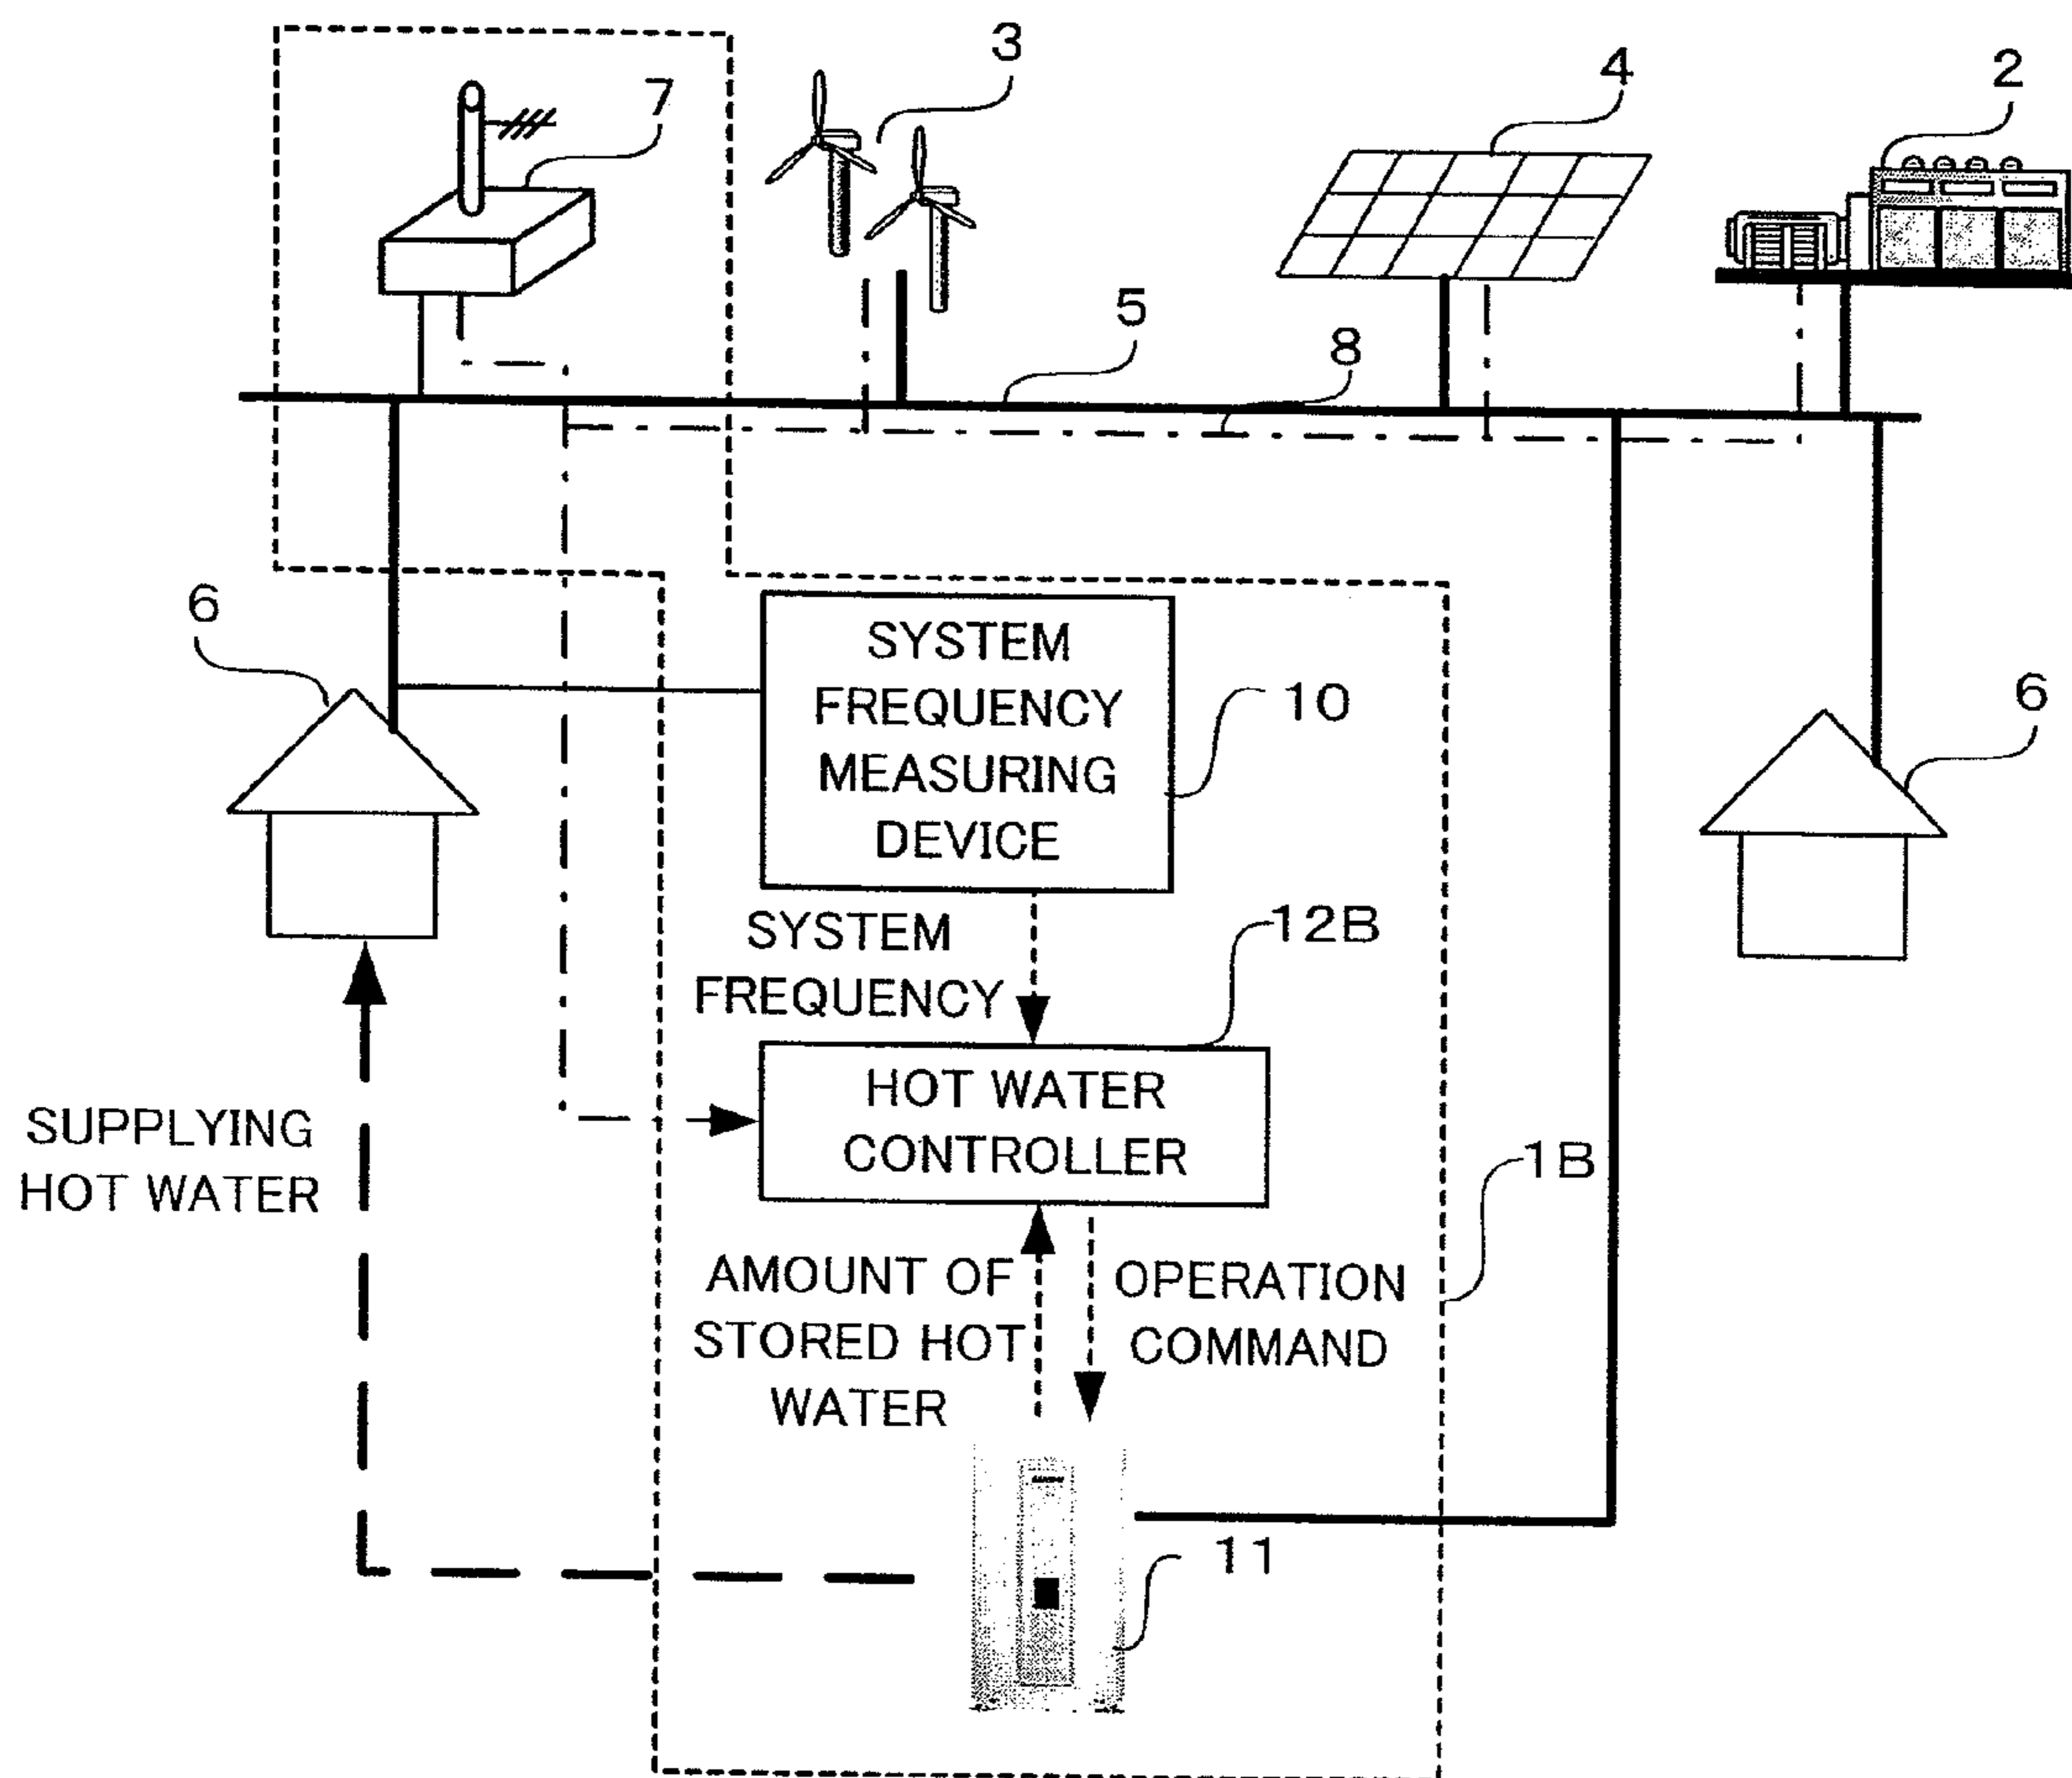 3
4
2
7
5
8
6
SYSTEM
FREQUENCY
MEASURING
DEVICE
10
6
SYSTEM
FREQUENCY
12B
HOT WATER
CONTROLLER
SUPPLYING
HOT WATER
1B
AMOUNT OF
STORED HOT
WATER
OPERATION
COMMAND
11